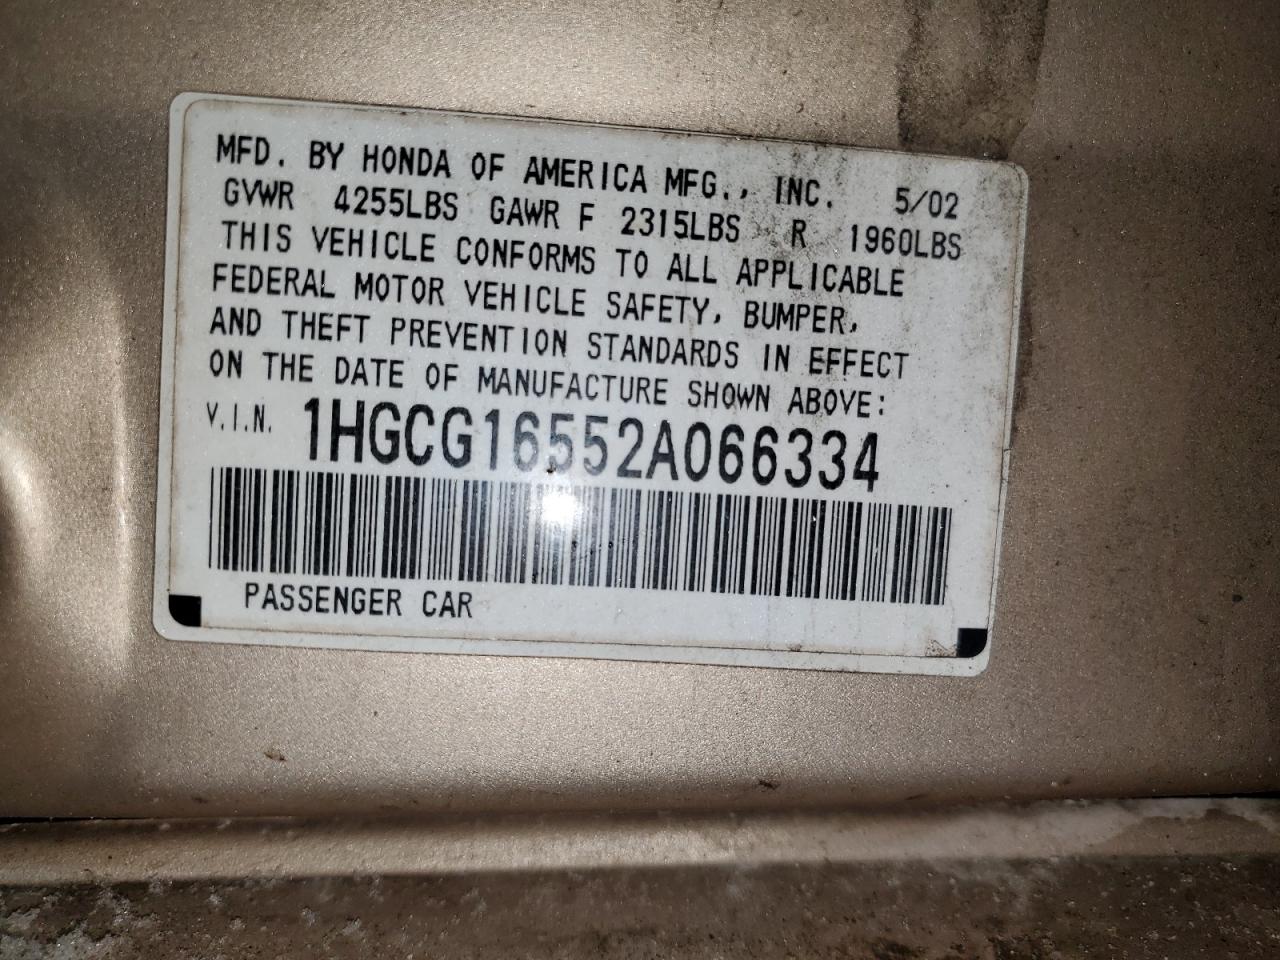 MFD. BY HONDA OF AMERICA MFG., INC. 5/02
GVWR 4255LBS GAWR F 2315LBS R 1960LBS
THIS VEHICLE CONFORMS TO ALL APPLICABLE
FEDERAL MOTOR VEHICLE SAFETY, BUMPER,
AND THEFT PREVENTION STANDARDS IN EFFECT
ON THE DATE OF MANUFACTURE SHOWN ABOVE:
V.I.N. 1HGCG16552A066334
PASSENGER CAR